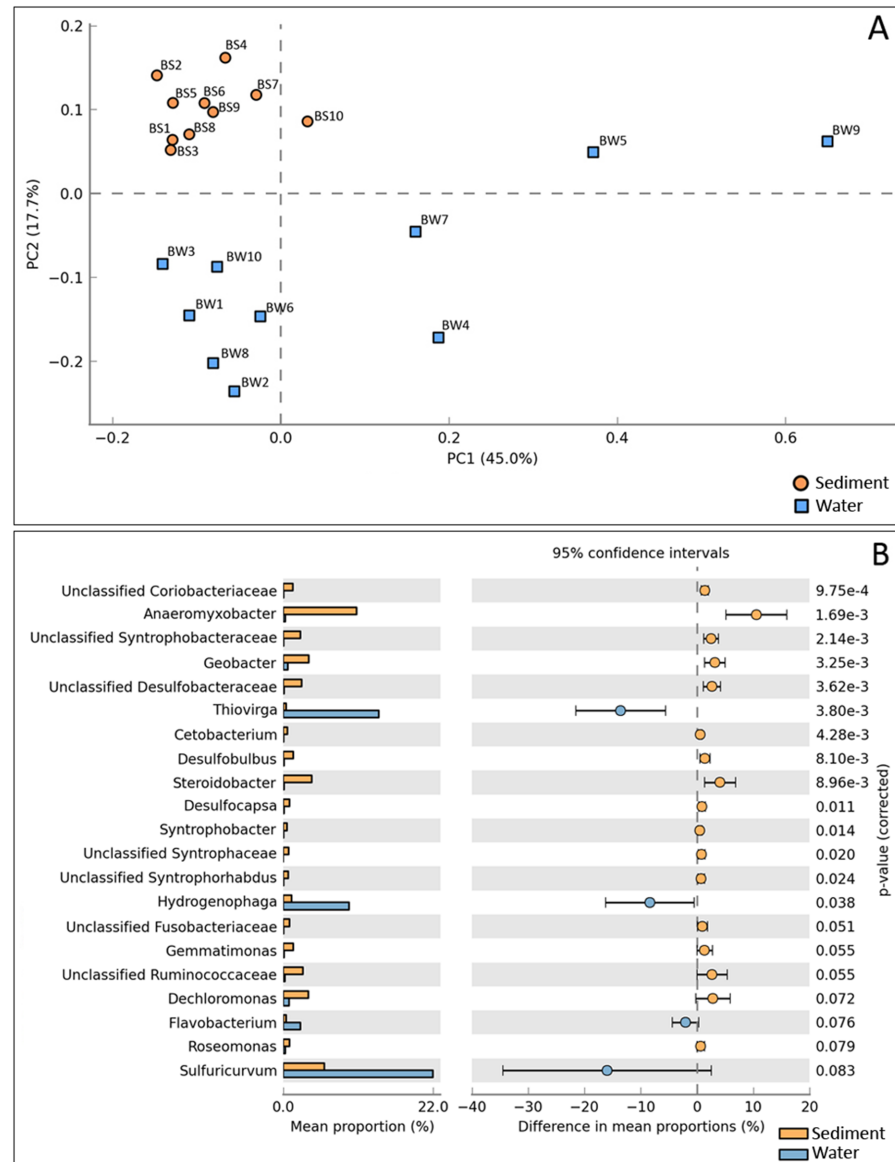 A
0.2
0.1
0.0
−0.1
−0.2
PC2 (17.7%)
BS4
BS2
BS7
BS5 BS6
BS9
BS10
BS1 BS8
BS3
BW9
BW5
BW7
BW3
BW10
BW1
BW6
BW4
BW8
BW2
−0.2 0.0 0.2 0.4 0.6
PC1 (45.0%)
Sediment
Water
B
95% confidence intervals
Unclassified Coriobacteriaceae 9.75e-4
Anaeromyxobacter 1.69e-3
Unclassified Syntrophobacteraceae 2.14e-3
Geobacter 3.25e-3
Unclassified Desulfobacteraceae 3.62e-3
Thiovirga 3.80e-3
Cetobacterium 4.28e-3
Desulfobulbus 8.10e-3
Steroidobacter 8.96e-3
Desulfocapsa 0.011
Syntrophobacter 0.014
Unclassified Syntrophaceae 0.020
Unclassified Syntrophorhabdus 0.024
Hydrogenophaga 0.038
Unclassified Fusobacteriaceae 0.051
Gemmatimonas 0.055
Unclassified Ruminococcaceae 0.055
Dechloromonas 0.072
Flavobacterium 0.076
Roseomonas 0.079
Sulfuricurvum 0.083
p-value (corrected)
0.0 22.0 −40 −30 −20 −10 0 10 20
Mean proportion (%) Difference in mean proportions (%)
Sediment
Water